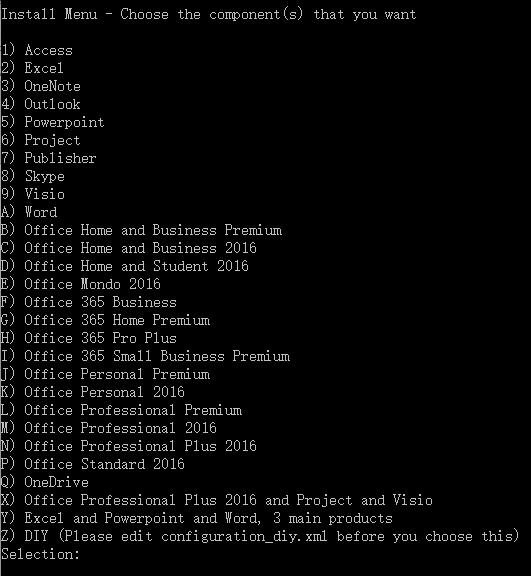 Install Menu - Choose the component(s) that you want
1) Access
2) Excel
3) OneNote
4) Outlook
5) Powerpoint
6) Project
7) Publisher
8) Skype
9) Visio
A) Word
B) Office Home and Business Premium
C) Office Home and Business 2016
D) Office Home and Student 2016
E) Office Mondo 2016
F) Office 365 Business
G) Office 365 Home Premium
H) Office 365 Pro Plus
I) Office 365 Small Business Premium
J) Office Personal Premium
K) Office Personal 2016
L) Office Professional Premium
M) Office Professional 2016
N) Office Professional Plus 2016
P) Office Standard 2016
Q) OneDrive
X) Office Professional Plus 2016 and Project and Visio
Y) Excel and Powerpoint and Word, 3 main products
Z) DIY (Please edit configuration_diy.xml before you choose this)
Selection: